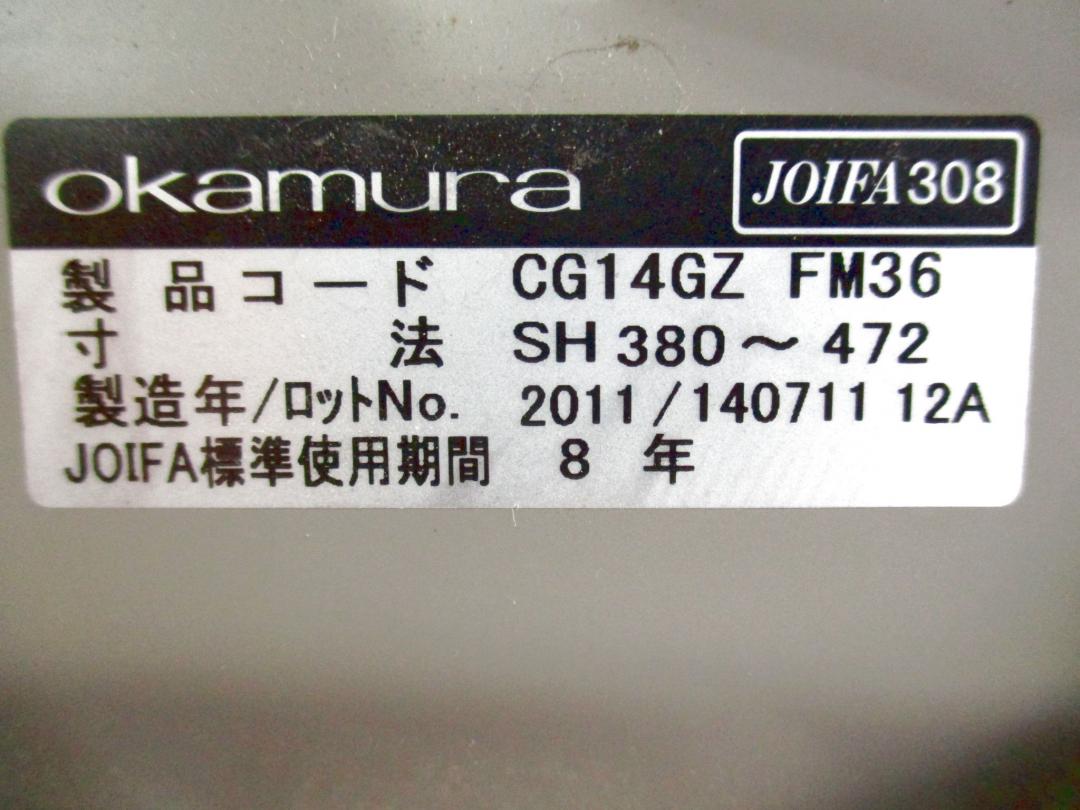 okamura JOIFA308
製品コード CG14GZ FM36
寸法 SH 380～472
製造年/ロットNo. 2011/140711 12A
JOIFA標準使用期間 8 年